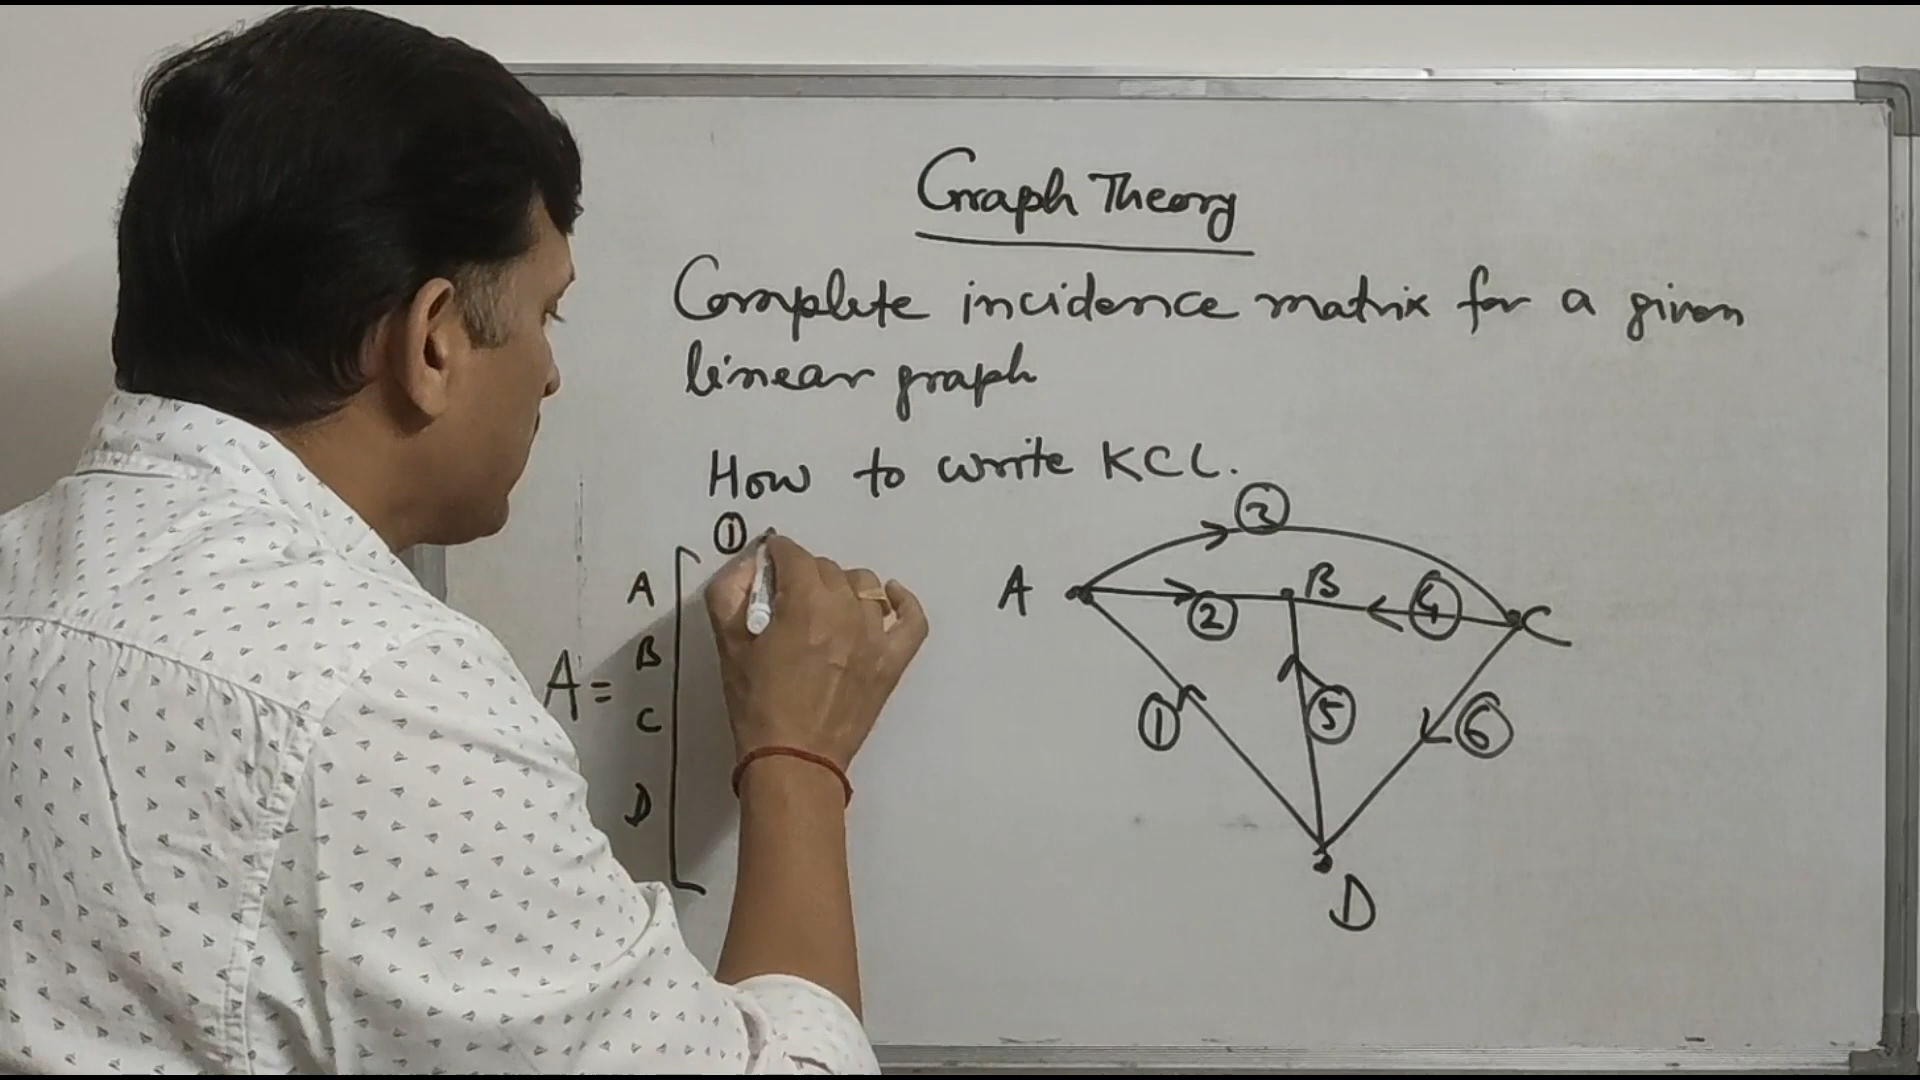 Graph Theory
Complete incidence matrix for a given
linear graph
How to write KCL.
①
A
B
A =
C
D
③
A
B
②
④
C
①
⑤
⑥
D